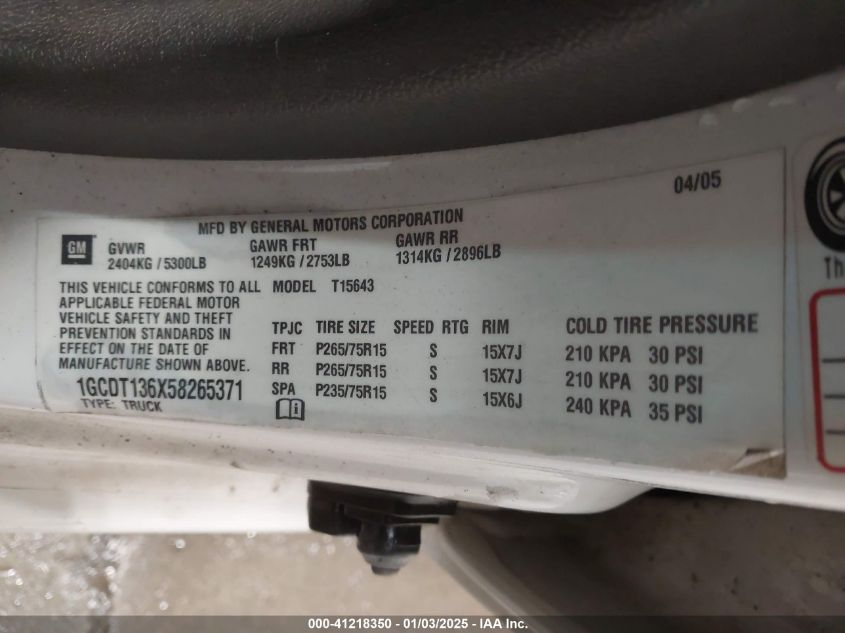 04/05
MFD BY GENERAL MOTORS CORPORATION
GM
GVWR GAWR FRT GAWR RR
2404KG / 5300LB 1249KG / 2753LB 1314KG / 2896LB
THIS VEHICLE CONFORMS TO ALL
APPLICABLE FEDERAL MOTOR
VEHICLE SAFETY AND THEFT
PREVENTION STANDARDS IN
EFFECT ON THE DATE OF
MANUFACTURE SHOWN ABOVE.
1GCDT136X58265371
TYPE: TRUCK
MODEL T15643
TPJC TIRE SIZE SPEED RTG RIM COLD TIRE PRESSURE
FRT P265/75R15 S 15X7J 210 KPA 30 PSI
RR P265/75R15 S 15X7J 210 KPA 30 PSI
SPA P235/75R15 S 15X6J 240 KPA 35 PSI
Th
000-41218350 - 01/03/2025 - IAA Inc.